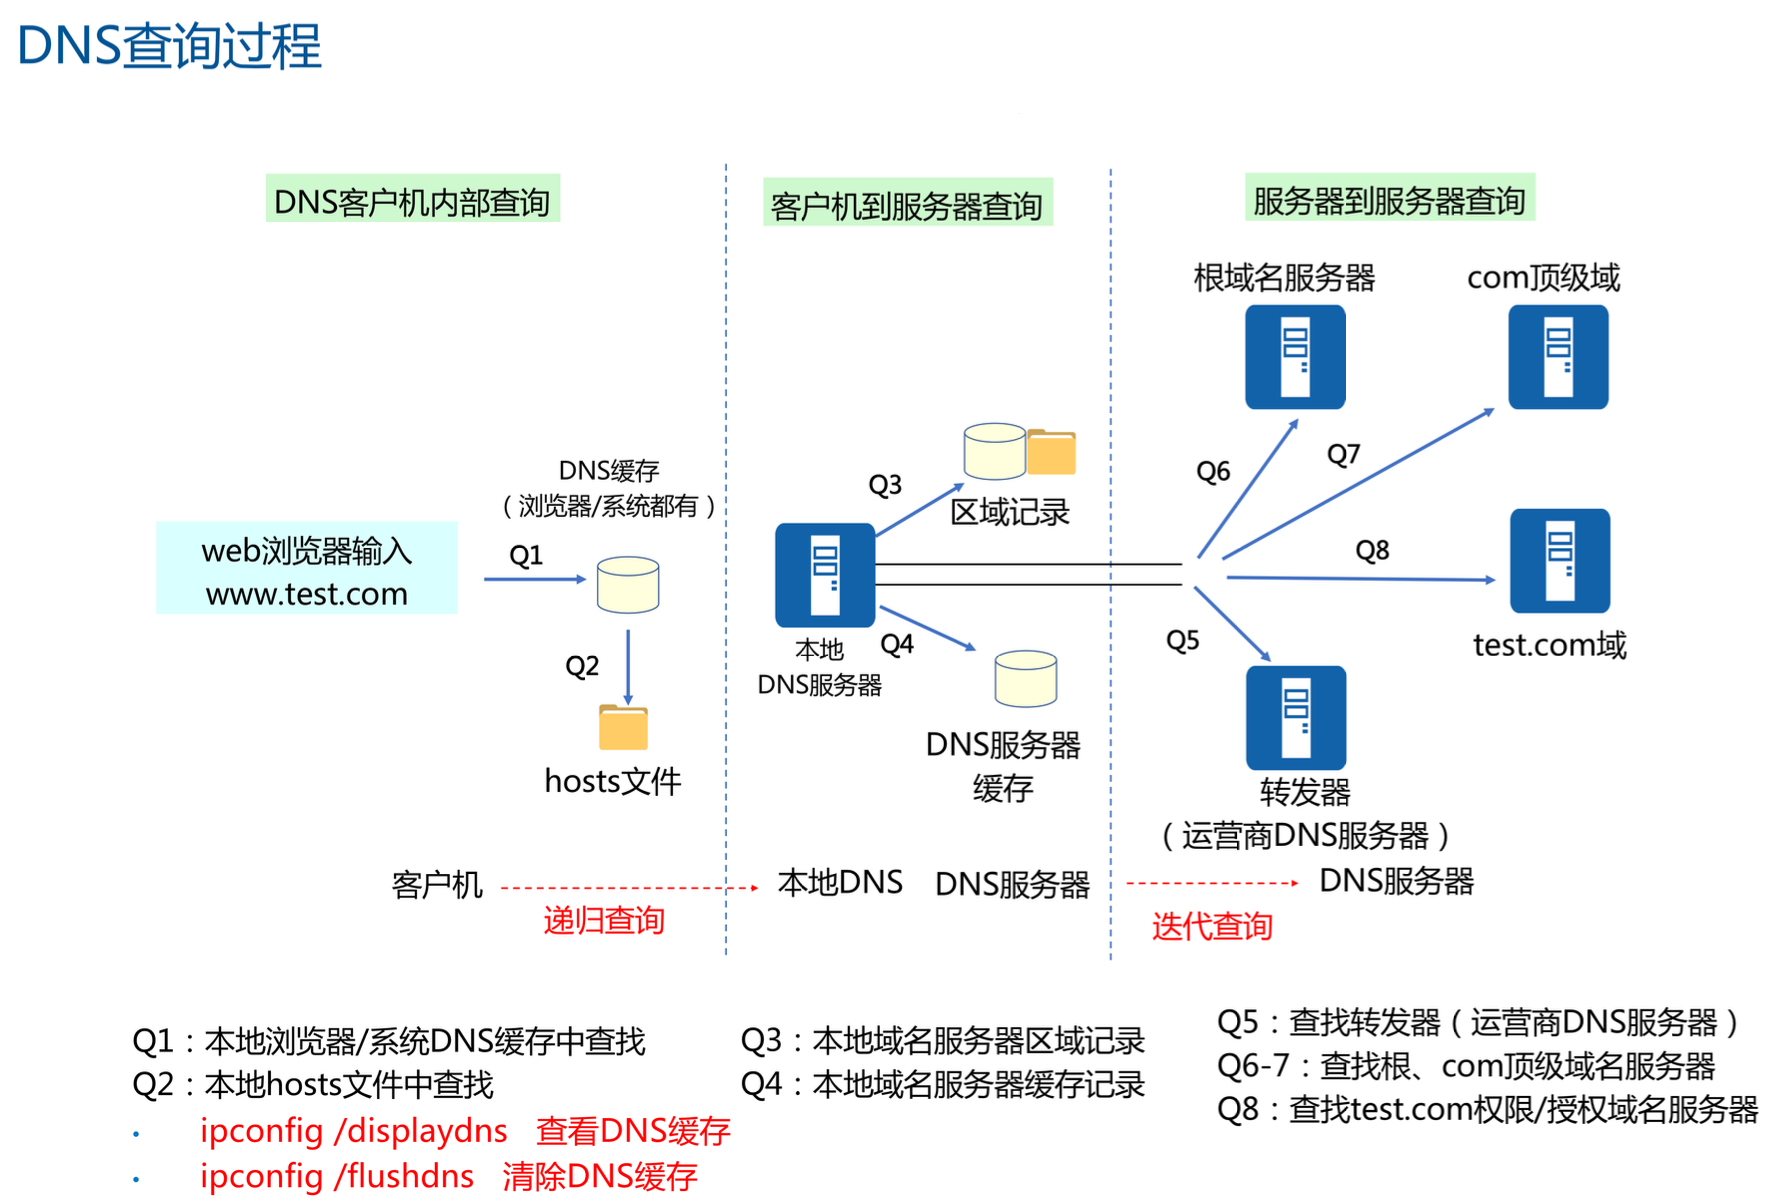 DNS查询过程
DNS客户机内部查询
客户机到服务器查询
服务器到服务器查询
根域名服务器
com顶级域
DNS缓存
（浏览器/系统都有）
web浏览器输入
www.test.com
Q1
Q2
hosts文件
Q3
区域记录
本地
DNS服务器
Q4
DNS服务器
缓存
Q6
Q7
Q8
Q5
test.com域
转发器
（运营商DNS服务器）
客户机
递归查询
本地DNS
DNS服务器
迭代查询
DNS服务器
Q1：本地浏览器/系统DNS缓存中查找
Q2：本地hosts文件中查找
• ipconfig /displaydns 查看DNS缓存
• ipconfig /flushdns 清除DNS缓存
Q3：本地域名服务器区域记录
Q4：本地域名服务器缓存记录
Q5：查找转发器（运营商DNS服务器）
Q6-7：查找根、com顶级域名服务器
Q8：查找test.com权限/授权域名服务器